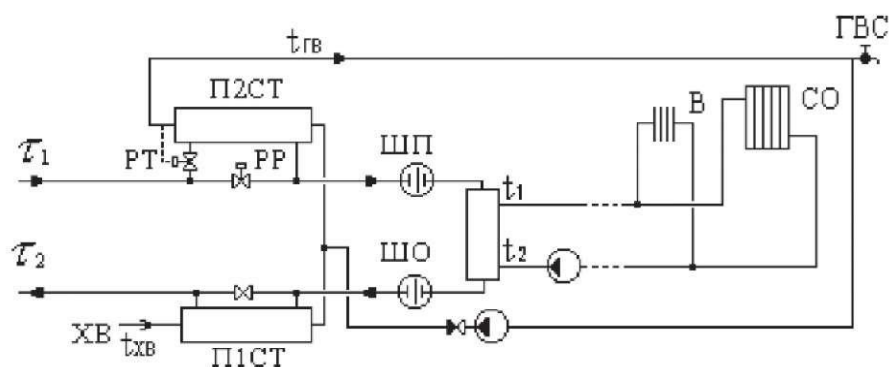 ГВС
tГВ
П2СТ
В
СО
τ1
РТ
РР
ШП
t1
τ2
ШО
t2
ХВ
tХВ
П1СТ